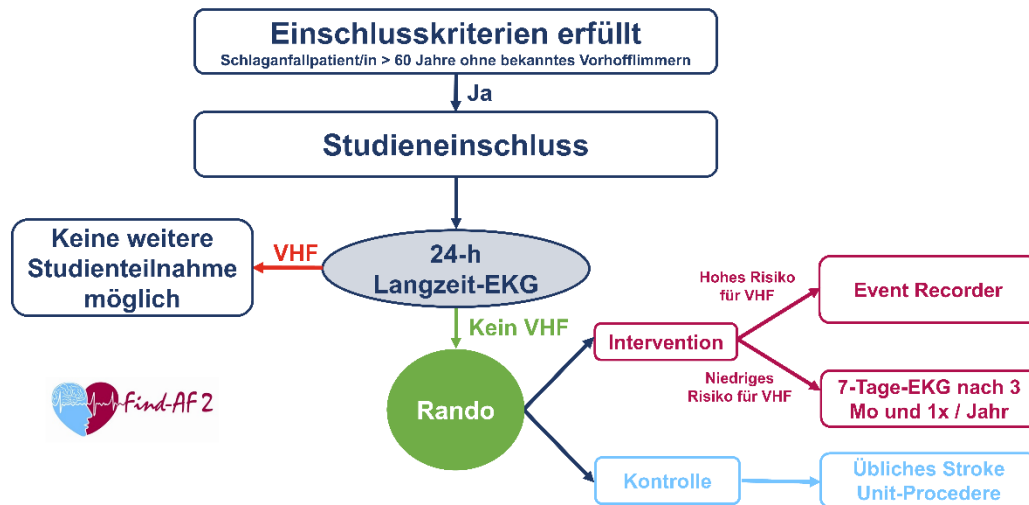 Einschlusskriterien erfüllt
Schlaganfallpatient/in > 60 Jahre ohne bekanntes Vorhofflimmern
Ja
Studieneinschluss
Keine weitere
Studienteilnahme
möglich
VHF
24-h
Langzeit-EKG
Kein VHF
Rando
Intervention
Hohes Risiko
für VHF
Event Recorder
Niedriges
Risiko für VHF
7-Tage-EKG nach 3
Mo und 1x / Jahr
Kontrolle
Übliches Stroke
Unit-Procedere
Find-AF 2